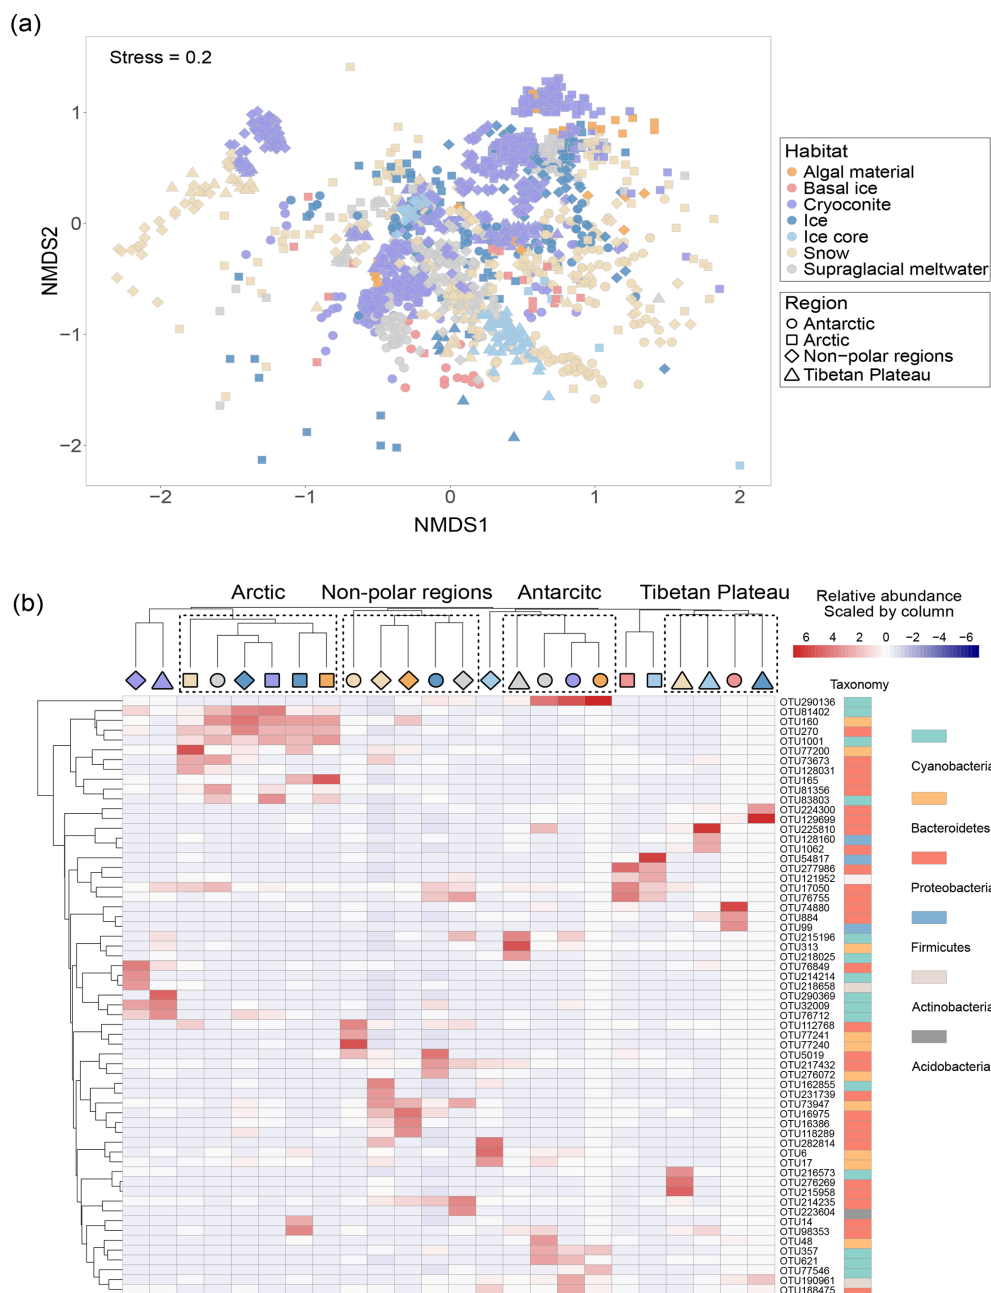 (a)
Stress = 0.2
1
0
−1
−2
NMDS2
−2
−1
0
1
2
NMDS1
Habitat
Algal material
Basal ice
Cryoconite
Ice
Ice core
Snow
Supraglacial meltwater
Region
Antarctic
Arctic
Non−polar regions
Tibetan Plateau
(b)
Arctic
Non-polar regions
Antarcitc
Tibetan Plateau
Relative abundance
Scaled by column
6 4 2 0 −2 −4 −6
Taxonomy
OTU290136
OTU81402
OTU160
OTU270
OTU1001
OTU77200
OTU73673
OTU128031
OTU165
OTU81356
OTU83803
OTU224300
OTU129699
OTU225810
OTU128160
OTU1062
OTU54817
OTU277986
OTU121952
OTU17050
OTU76755
OTU74880
OTU884
OTU99
OTU215196
OTU313
OTU218025
OTU76849
OTU214214
OTU218658
OTU290369
OTU32009
OTU76712
OTU112768
OTU77241
OTU77240
OTU5019
OTU217432
OTU276072
OTU162855
OTU231739
OTU73947
OTU16975
OTU16386
OTU118289
OTU282814
OTU6
OTU17
OTU216573
OTU276269
OTU215958
OTU214235
OTU223604
OTU14
OTU98353
OTU48
OTU357
OTU621
OTU77546
OTU190961
OTU188475
Cyanobacteria
Bacteroidetes
Proteobacteria
Firmicutes
Actinobacteria
Acidobacteria